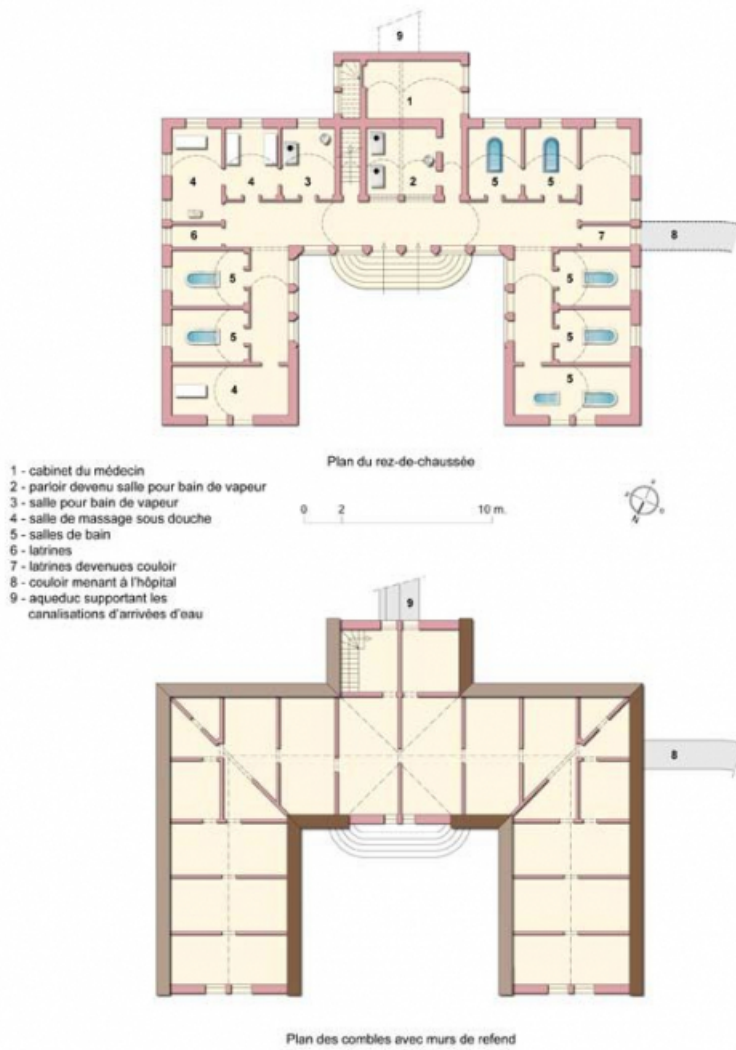 9
1
4
4
3
2
5
5
6
7
8
5
5
5
5
4
5
Plan du rez-de-chaussée
1 - cabinet du médecin
2 - parloir devenu salle pour bain de vapeur
3 - salle pour bain de vapeur
4 - salle de massage sous douche
5 - salles de bain
6 - latrines
7 - latrines devenues couloir
8 - couloir menant à l'hôpital
9 - aqueduc supportant les
canalisations d'arrivées d'eau
0 2 10 m.
N
9
8
Plan des combles avec murs de refend